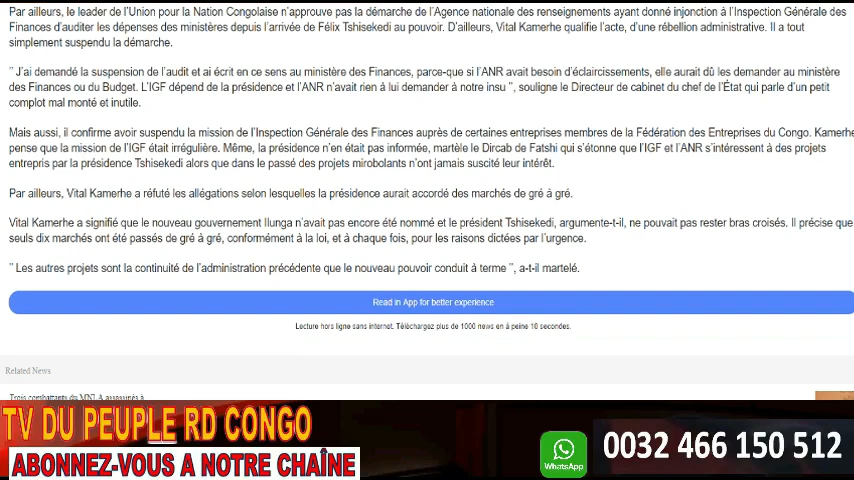 Par ailleurs, le leader de l'Union pour la Nation Congolaise n'approuve pas la démarche de l'Agence nationale des renseignements ayant donné injonction à l'Inspection Générale des
Finances d'auditer les dépenses des ministères depuis l'arrivée de Félix Tshisekedi au pouvoir. D'ailleurs, Vital Kamerhe qualifie l'acte, d'une rébellion administrative. Il a tout
simplement suspendu la démarche.
" J'ai demandé la suspension de l'audit et ai écrit en ce sens au ministère des Finances, parce-que si l'ANR avait besoin d'éclaircissements, elle aurait dû les demander au ministère
des Finances ou du Budget. L'IGF dépend de la présidence et l'ANR n'avait rien à lui demander à notre insu ", souligne le Directeur de cabinet du chef de l'État qui parle d'un petit
complot mal monté et inutile.
Mais aussi, il confirme avoir suspendu la mission de l'Inspection Générale des Finances auprès de certaines entreprises membres de la Fédération des Entreprises du Congo. Kamerhe
pense que la mission de l'IGF était irrégulière. Même, la présidence n'en était pas informée, martèle le Dircab de Fatshi qui s'étonne que l'IGF et l'ANR s'intéressent à des projets
entrepris par la présidence Tshisekedi alors que dans le passé des projets mirobolants n'ont jamais suscité leur intérêt.
Par ailleurs, Vital Kamerhe a réfuté les allégations selon lesquelles la présidence aurait accordé des marchés de gré à gré.
Vital Kamerhe a signifié que le nouveau gouvernement Ilunga n'avait pas encore été nommé et le président Tshisekedi, argumente-t-il, ne pouvait pas rester bras croisés. Il précise que
seuls dix marchés ont été passés de gré à gré, conformément à la loi, et à chaque fois, pour les raisons dictées par l'urgence.
" Les autres projets sont la continuité de l'administration précédente que le nouveau pouvoir conduit à terme ", a-t-il martelé.
Read in App for better experience
Lecture hors ligne sans internet. Téléchargez plus de 1000 news en à peine 10 secondes.
Related News
Trois combattants du MNLA assassinés à
TV DU PEUPLE RD CONGO
ABONNEZ-VOUS A NOTRE CHAÎNE
WhatsApp
0032 466 150 512